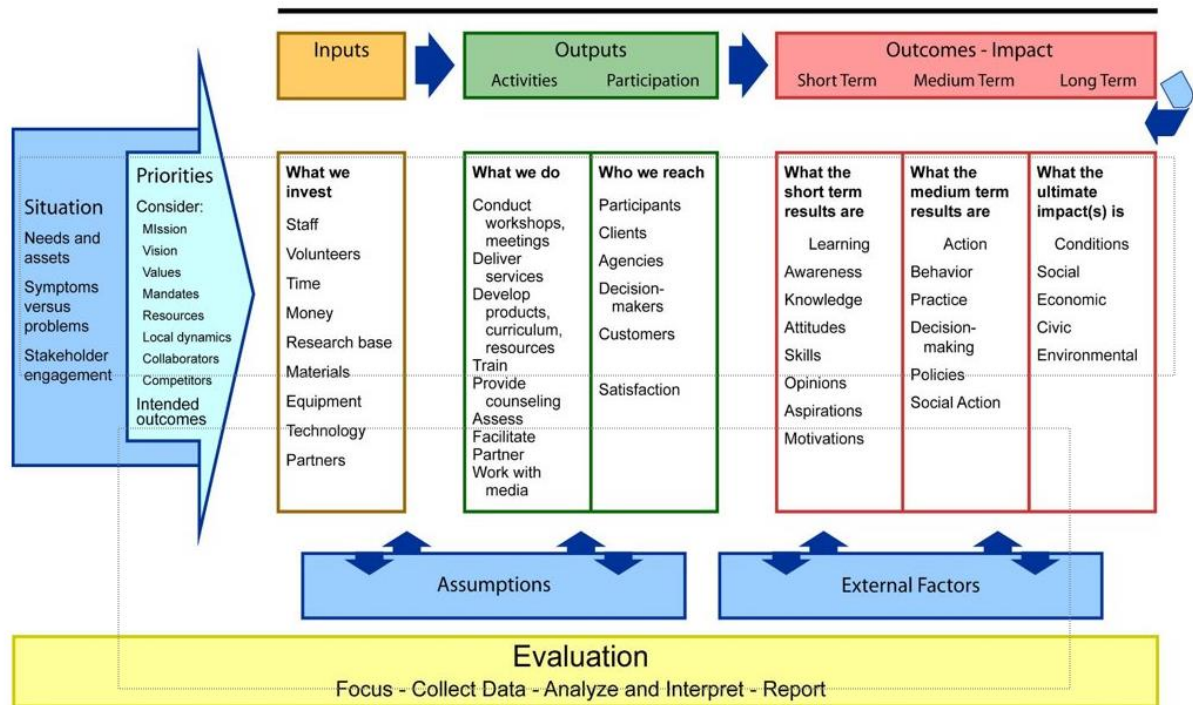 Inputs
Outputs
Activities Participation
Outcomes - Impact
Short Term Medium Term Long Term
Situation
Needs and
assets
Symptoms
versus
problems
Stakeholder
engagement
Priorities
Consider:
MIssion
Vision
Values
Mandates
Resources
Local dynamics
Collaborators
Competitors
Intended
outcomes
What we
invest
Staff
Volunteers
Time
Money
Research base
Materials
Equipment
Technology
Partners
What we do
Conduct
workshops,
meetings
Deliver
services
Develop
products,
curriculum,
resources
Train
Provide
counseling
Assess
Facilitate
Partner
Work with
media
Who we reach
Participants
Clients
Agencies
Decision-
makers
Customers
Satisfaction
What the
short term
results are
Learning
Awareness
Knowledge
Attitudes
Skills
Opinions
Aspirations
Motivations
What the
medium term
results are
Action
Behavior
Practice
Decision-
making
Policies
Social Action
What the
ultimate
impact(s) is
Conditions
Social
Economic
Civic
Environmental
Assumptions
External Factors
Evaluation
Focus - Collect Data - Analyze and Interpret - Report